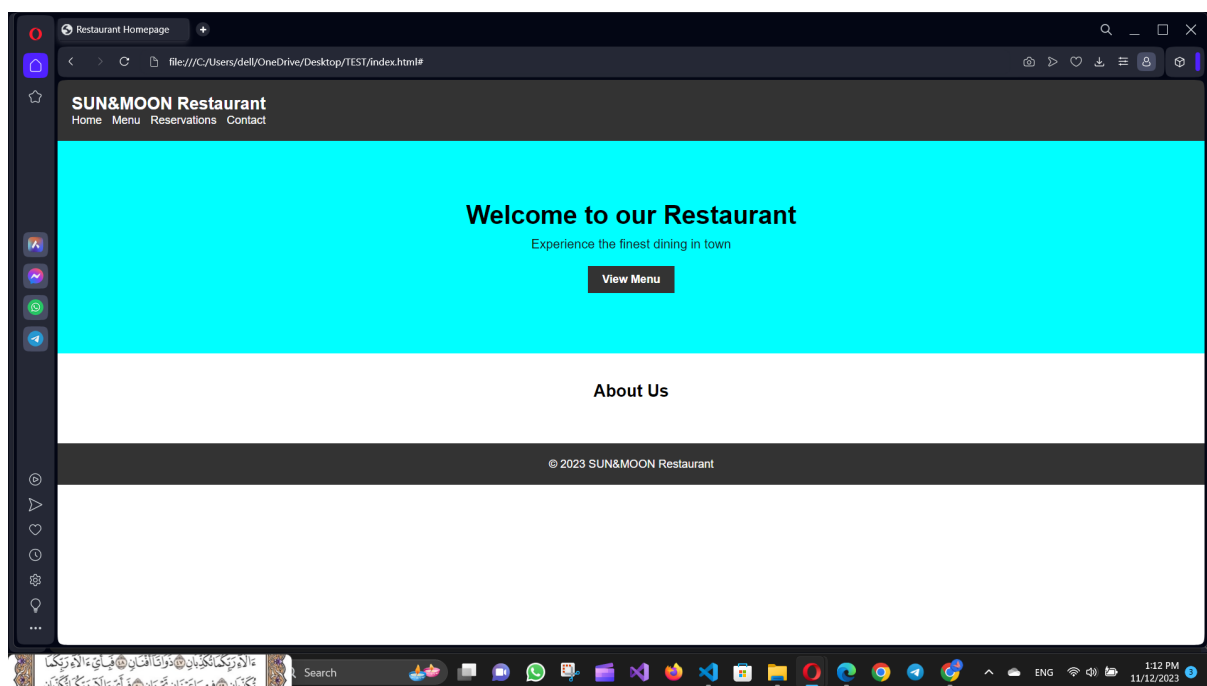 Restaurant Homepage
file:///C:/Users/dell/OneDrive/Desktop/TEST/index.html#
SUN&MOON Restaurant
Home Menu Reservations Contact
Welcome to our Restaurant
Experience the finest dining in town
View Menu
About Us
© 2023 SUN&MOON Restaurant
Search
ENG
1:12 PM
11/12/2023
3